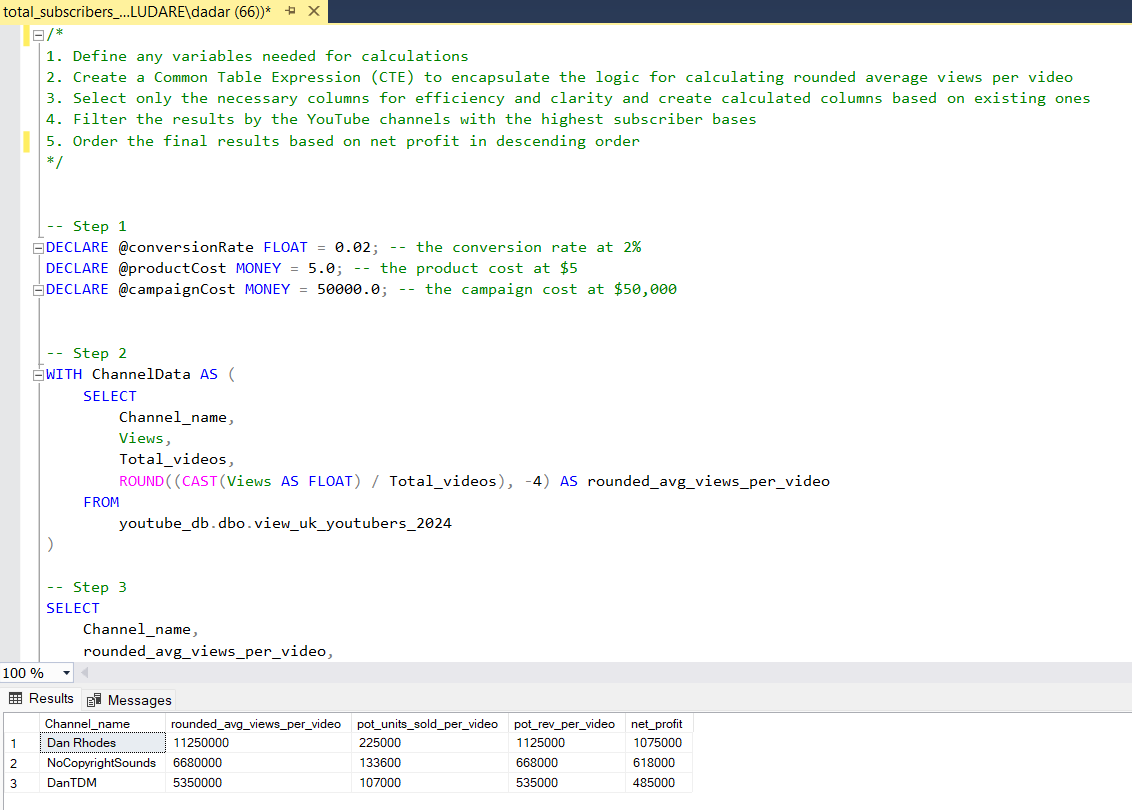 total_subscribers_...LUDARE\dadar (66))*
/*
1. Define any variables needed for calculations
2. Create a Common Table Expression (CTE) to encapsulate the logic for calculating rounded average views per video
3. Select only the necessary columns for efficiency and clarity and create calculated columns based on existing ones
4. Filter the results by the YouTube channels with the highest subscriber bases
5. Order the final results based on net profit in descending order
*/
-- Step 1
DECLARE @conversionRate FLOAT = 0.02; -- the conversion rate at 2%
DECLARE @productCost MONEY = 5.0; -- the product cost at $5
DECLARE @campaignCost MONEY = 50000.0; -- the campaign cost at $50,000
-- Step 2
WITH ChannelData AS (
SELECT
Channel_name,
Views,
Total_videos,
ROUND((CAST(Views AS FLOAT) / Total_videos), -4) AS rounded_avg_views_per_video
FROM
youtube_db.dbo.view_uk_youtubers_2024
)
-- Step 3
SELECT
Channel_name,
rounded_avg_views_per_video,
100 %
Results Messages
Channel_name rounded_avg_views_per_video pot_units_sold_per_video pot_rev_per_video net_profit
1 Dan Rhodes 11250000 225000 1125000 1075000
2 NoCopyrightSounds 6680000 133600 668000 618000
3 DanTDM 5350000 107000 535000 485000